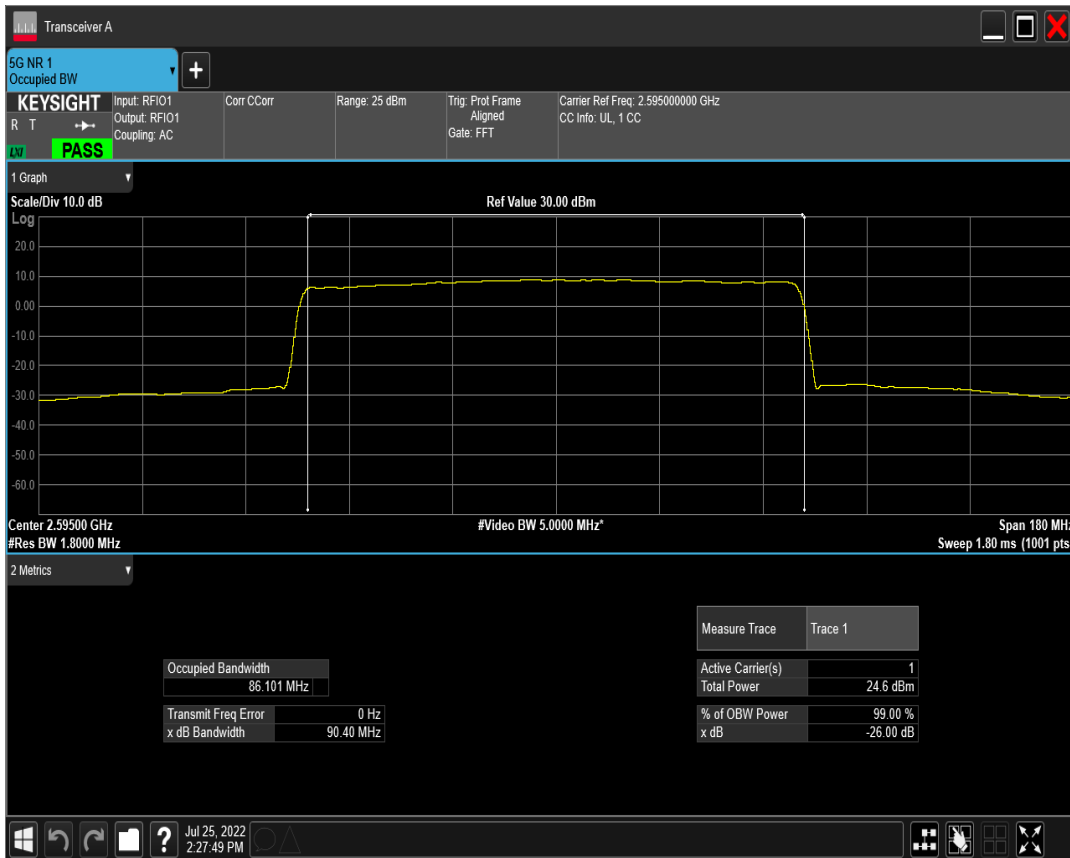 Transceiver A
5G NR 1
Occupied BW
+
KEYSIGHT
R T
LXI
PASS
Input: RFIO1
Output: RFIO1
Coupling: AC
Corr CCorr
Range: 25 dBm
Trig: Prot Frame
Aligned
Gate: FFT
Carrier Ref Freq: 2.595000000 GHz
CC Info: UL, 1 CC
1 Graph
Scale/Div 10.0 dB
Ref Value 30.00 dBm
Log
20.0
10.0
0.00
-10.0
-20.0
-30.0
-40.0
-50.0
-60.0
Center 2.59500 GHz
#Video BW 5.0000 MHz*
Span 180 MHz
#Res BW 1.8000 MHz
Sweep 1.80 ms (1001 pts
2 Metrics
Measure Trace Trace 1
Occupied Bandwidth
86.101 MHz
Active Carrier(s) 1
Total Power 24.6 dBm
Transmit Freq Error 0 Hz
x dB Bandwidth 90.40 MHz
% of OBW Power 99.00 %
x dB -26.00 dB
?
Jul 25, 2022
2:27:49 PM